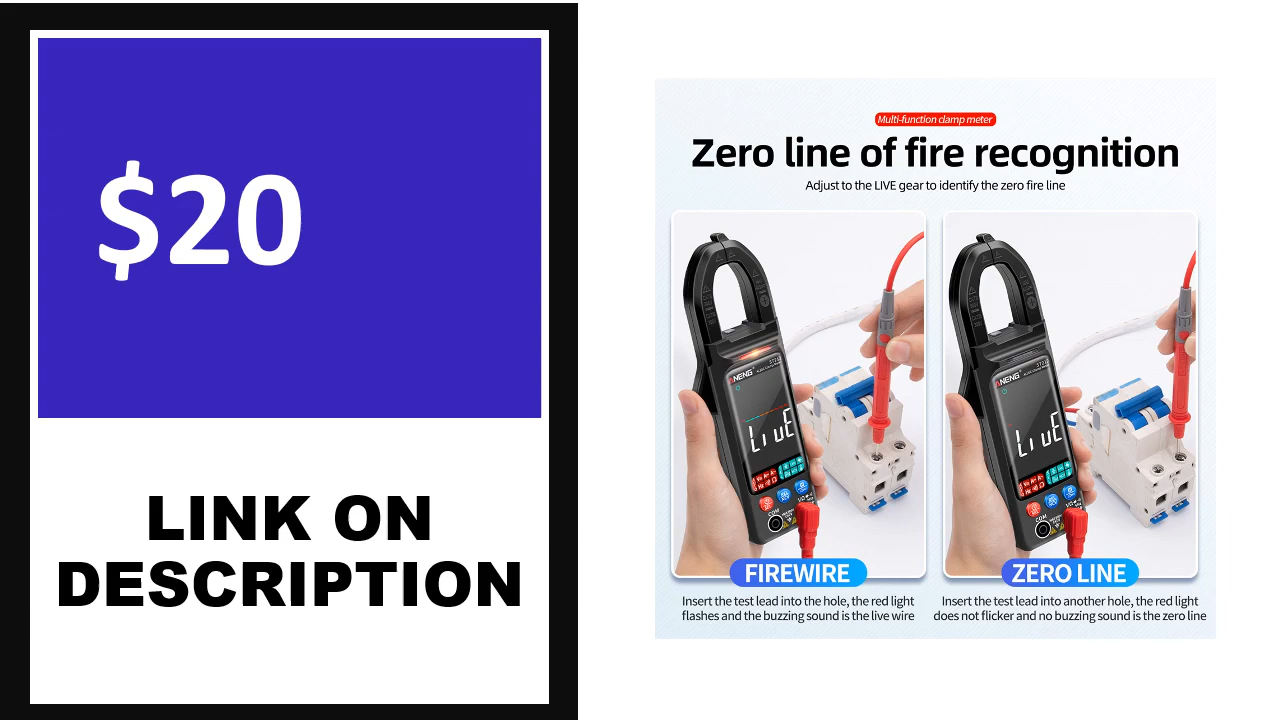 $20
LINK ON
DESCRIPTION
Multi-function clamp meter
Zero line of fire recognition
Adjust to the LIVE gear to identify the zero fire line
ANENG
LIVE
COM
ANENG
LIVE
COM
FIREWIRE
ZERO LINE
Insert the test lead into the hole, the red light
flashes and the buzzing sound is the live wire
Insert the test lead into another hole, the red light
does not flicker and no buzzing sound is the zero line